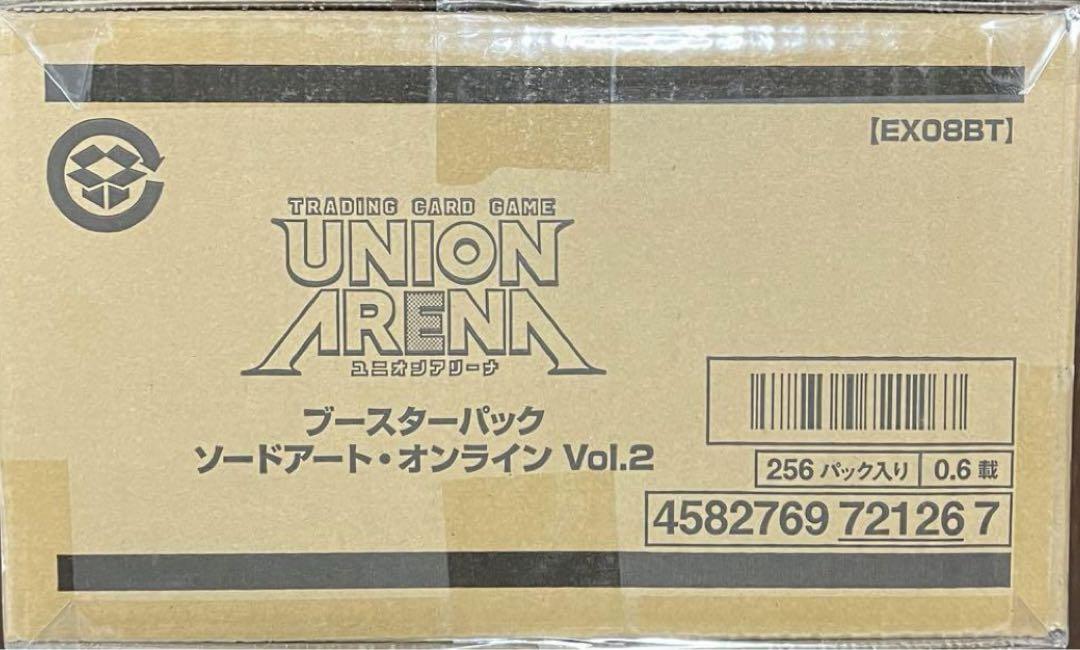 【EX08BT】
TRADING CARD GAME
UNION
ARENA
ユニオンアリーナ
ブースターパック
ソードアート・オンライン Vol.2
256 パック入り 0.6 載
4582769 72126 7